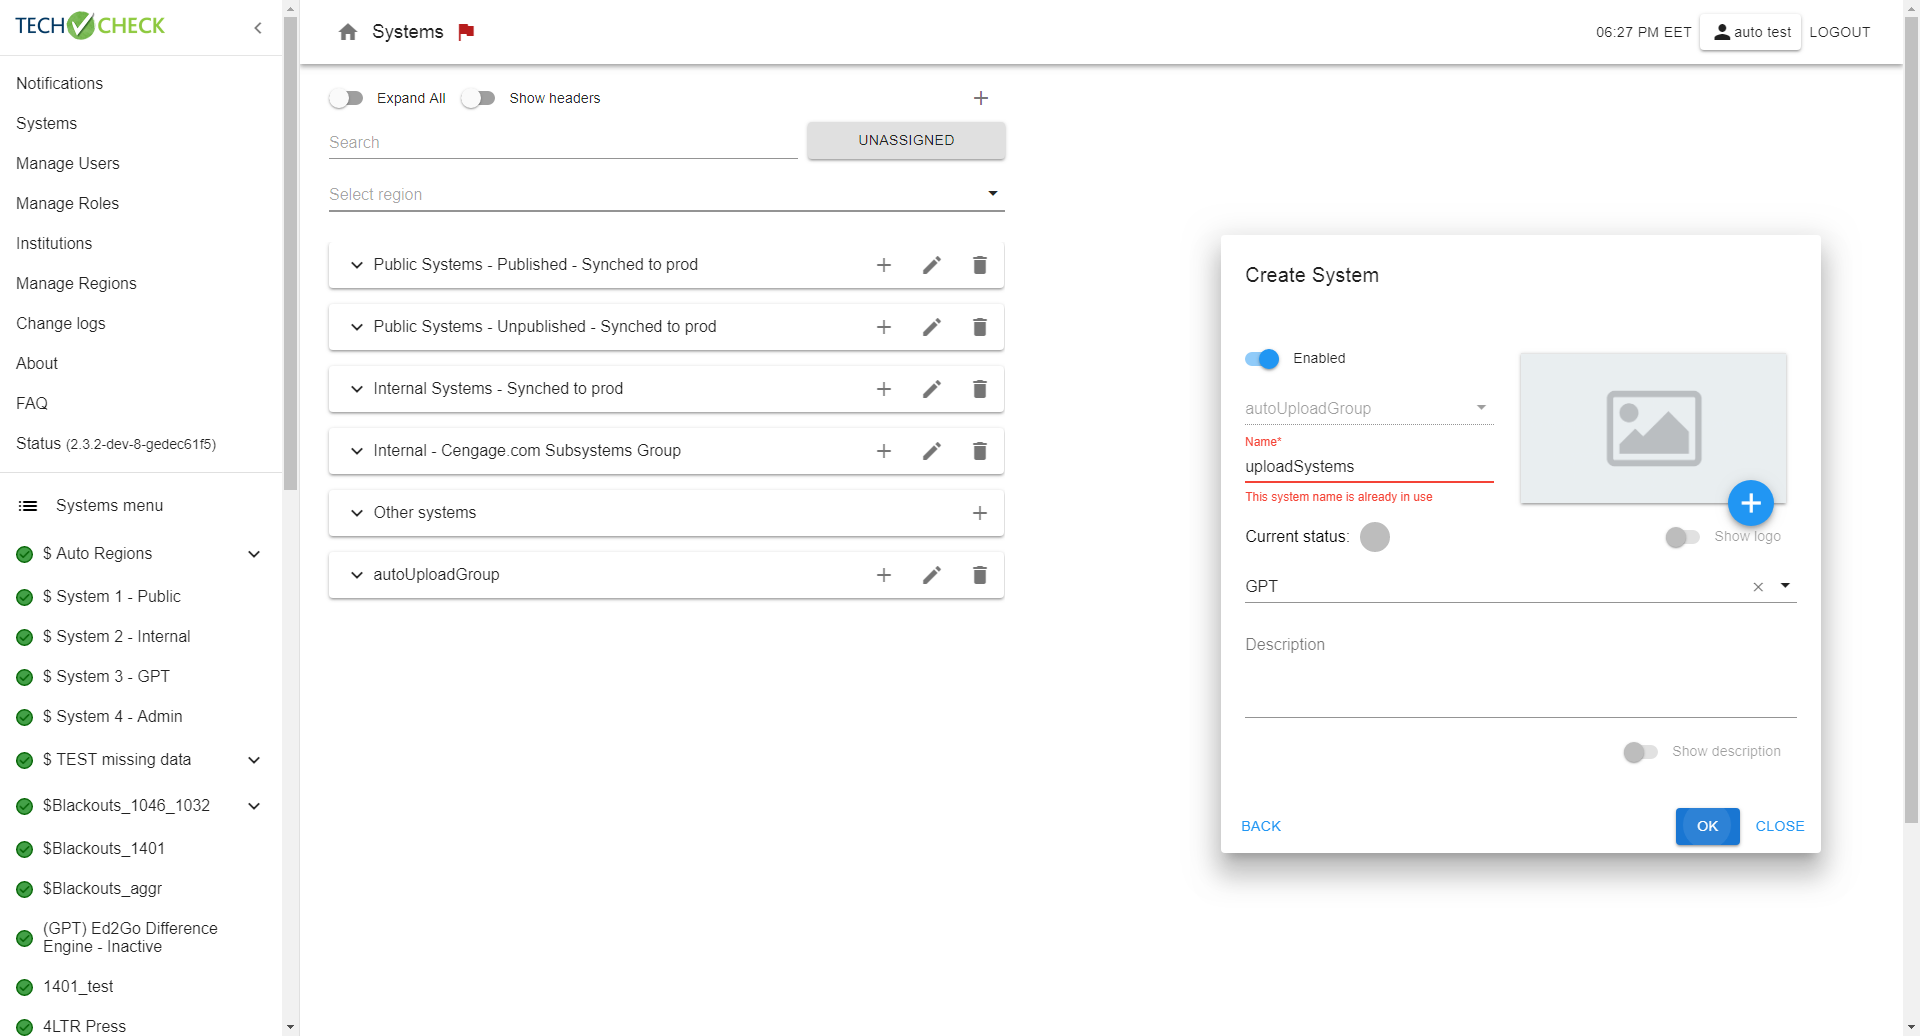 TECH CHECK
Notifications
Systems
Manage Users
Manage Roles
Institutions
Manage Regions
Change logs
About
FAQ
Status (2.3.2-dev-8-gedec61f5)
Systems menu
$ Auto Regions
$ System 1 - Public
$ System 2 - Internal
$ System 3 - GPT
$ System 4 - Admin
$ TEST missing data
$Blackouts_1046_1032
$Blackouts_1401
$Blackouts_aggr
(GPT) Ed2Go Difference
Engine - Inactive
1401_test
4LTR Press
Systems
06:27 PM EET
auto test
LOGOUT
Expand All
Show headers
Search
UNASSIGNED
Select region
Public Systems - Published - Synched to prod
Public Systems - Unpublished - Synched to prod
Internal Systems - Synched to prod
Internal - Cengage.com Subsystems Group
Other systems
autoUploadGroup
Create System
Enabled
autoUploadGroup
Name*
uploadSystems
This system name is already in use
Current status:
Show logo
GPT
Description
Show description
BACK
OK
CLOSE